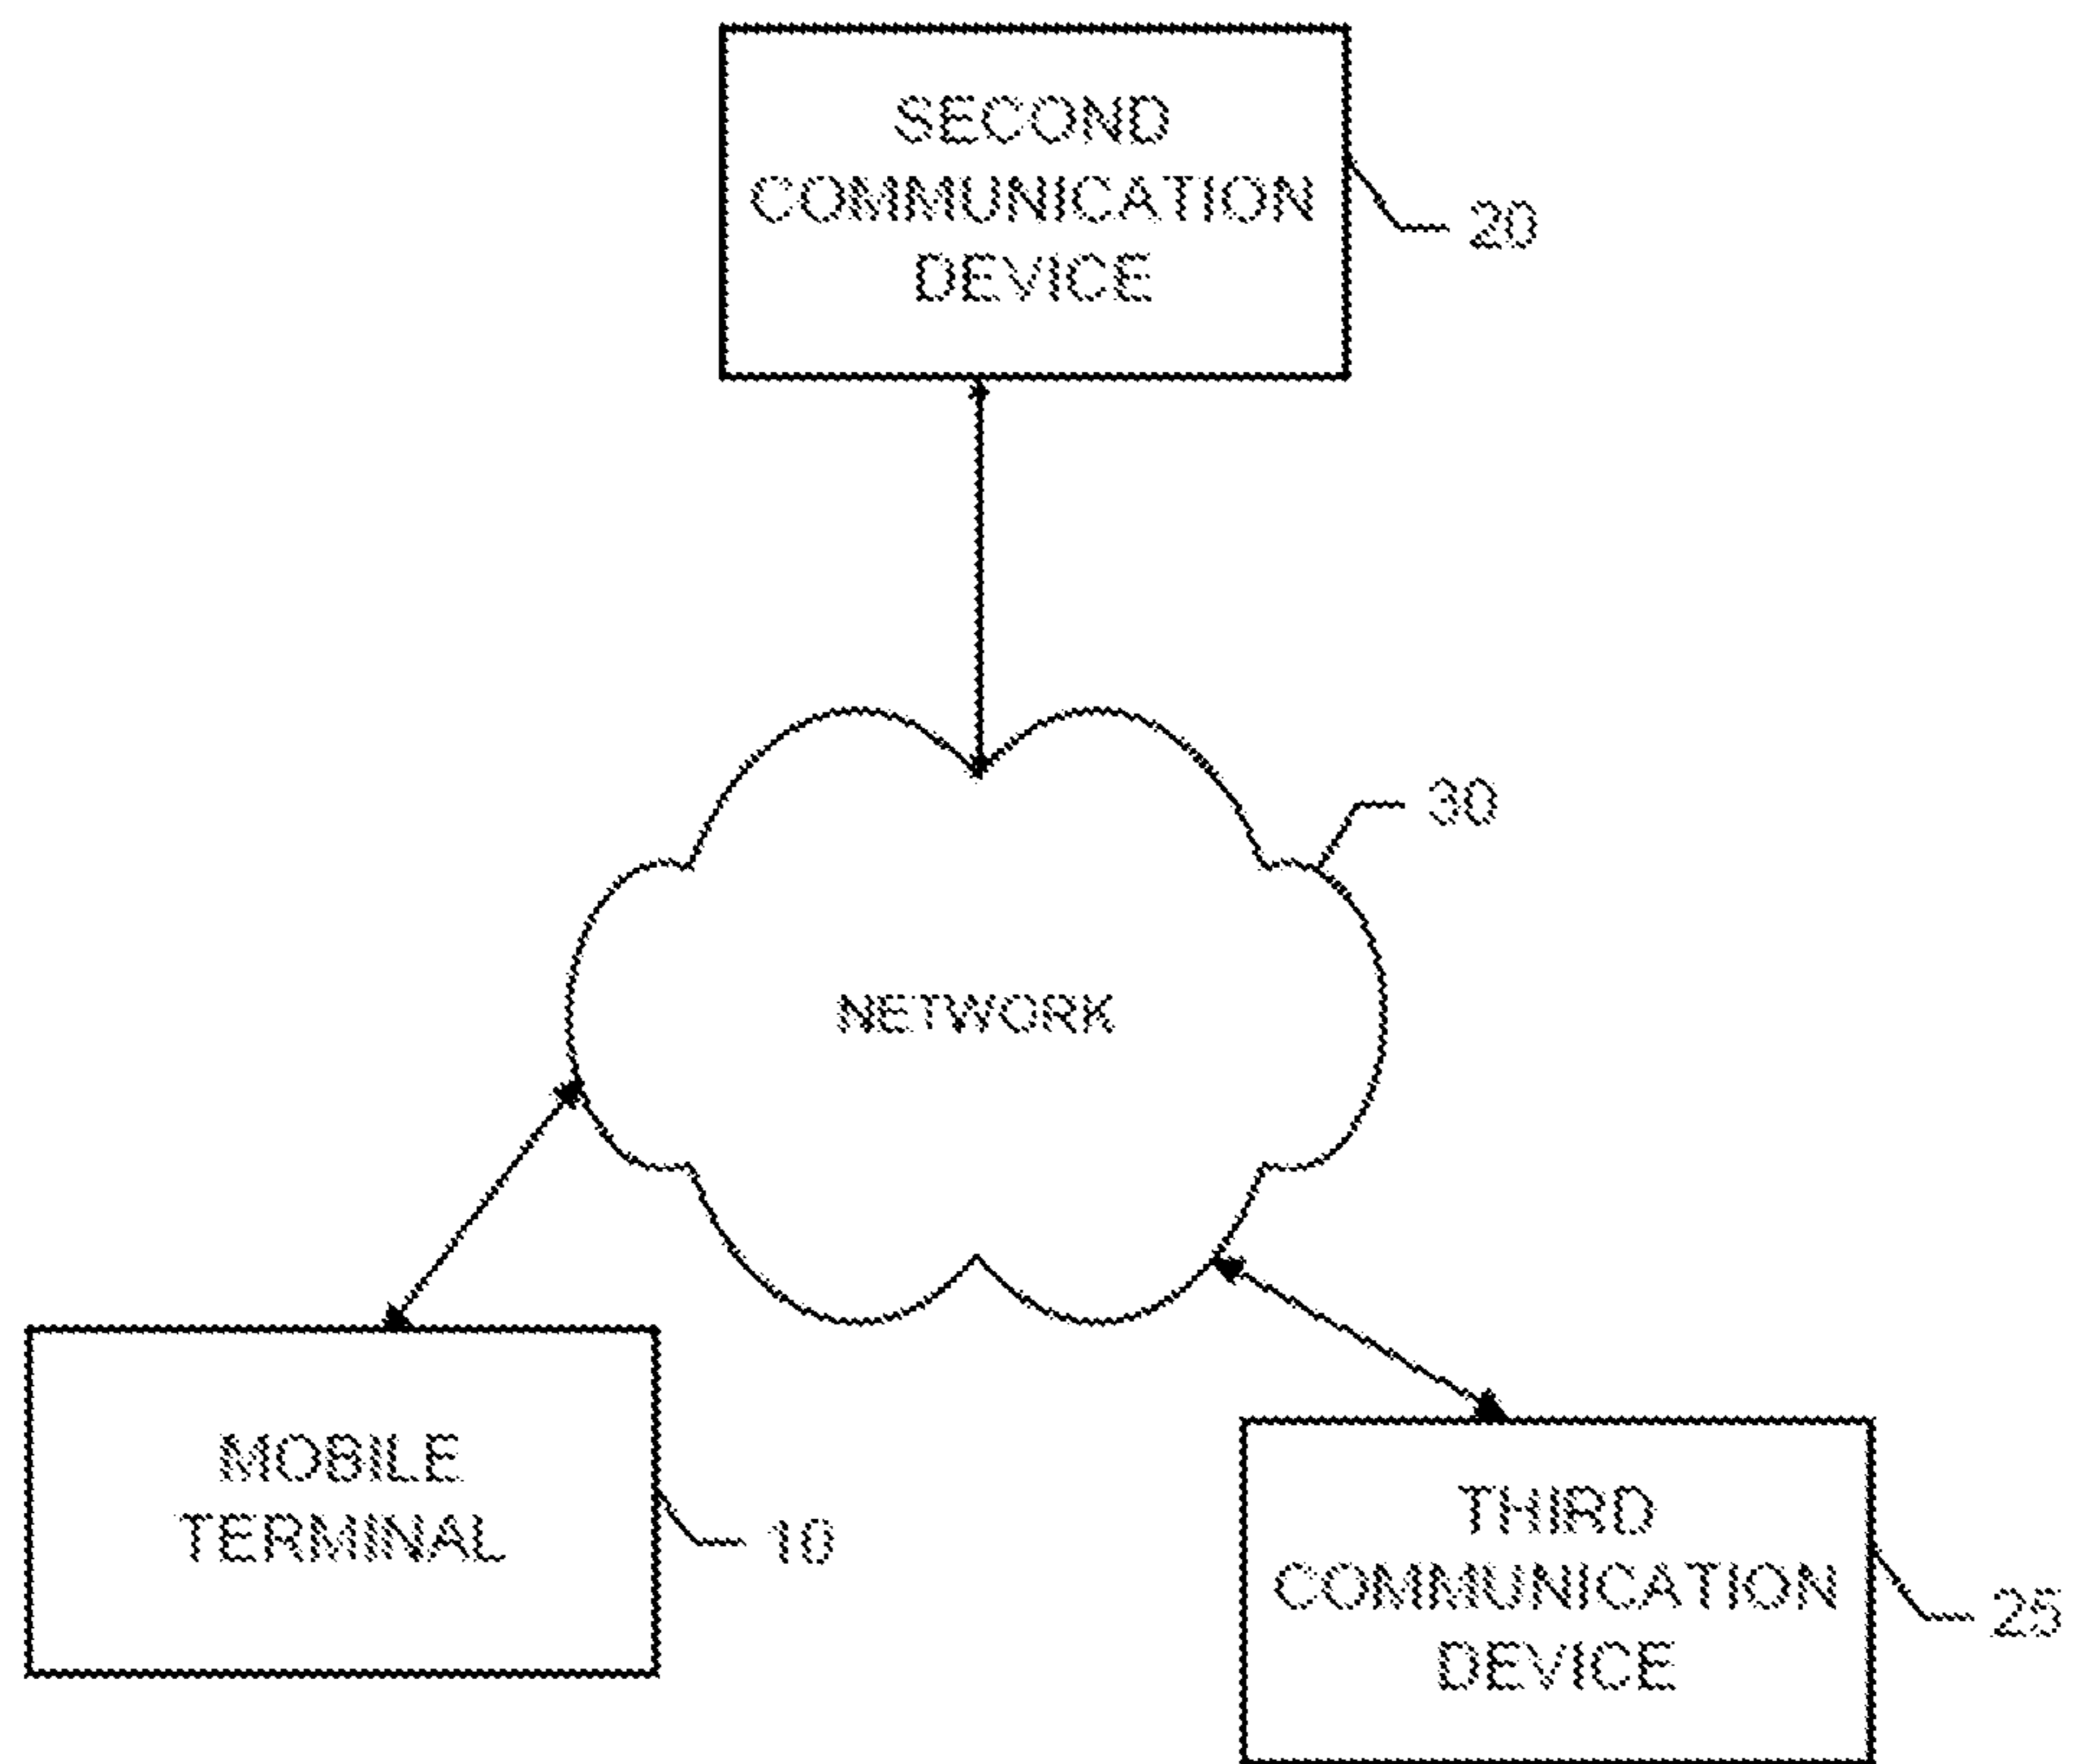 SECOND
COMMUNICATION
DEVICE
20
30
NETWORK
MOBILE
TERMINAL
10
THIRD
COMMUNICATION
DEVICE
25